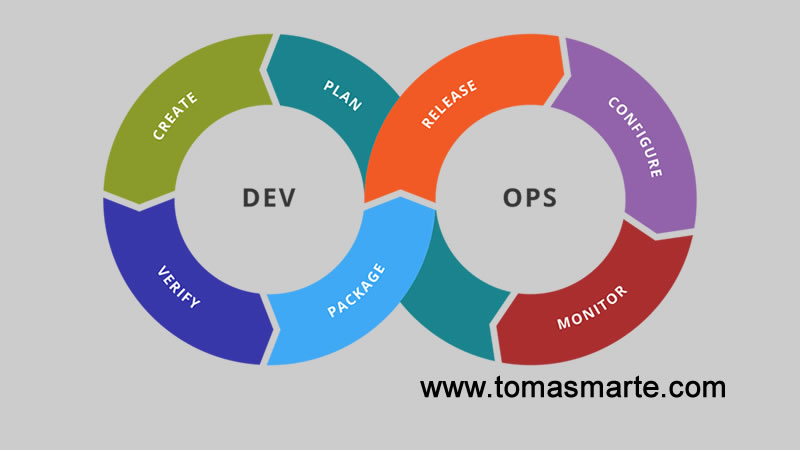 CREATE
PLAN
RELEASE
CONFIGURE
DEV
OPS
VERIFY
PACKAGE
MONITOR
www.tomasmarte.com